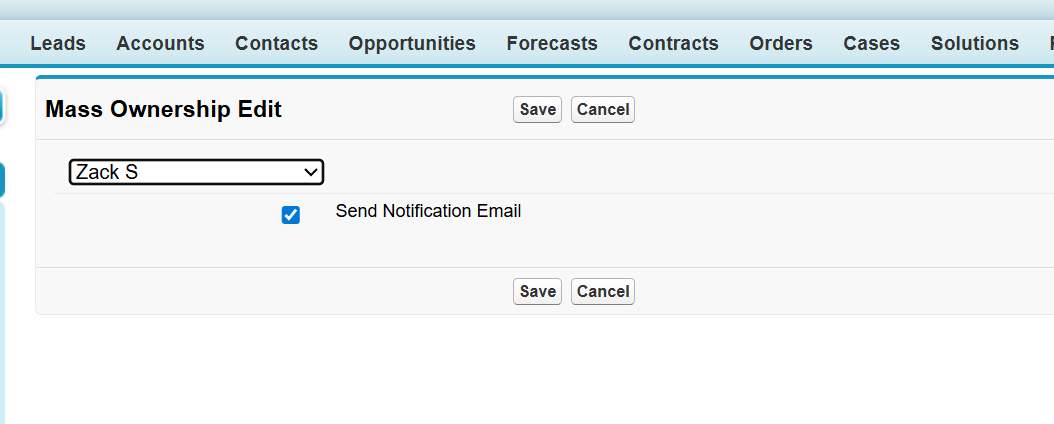 Leads Accounts Contacts Opportunities Forecasts Contracts Orders Cases Solutions
Mass Ownership Edit Save Cancel
Zack S
Send Notification Email
Save Cancel